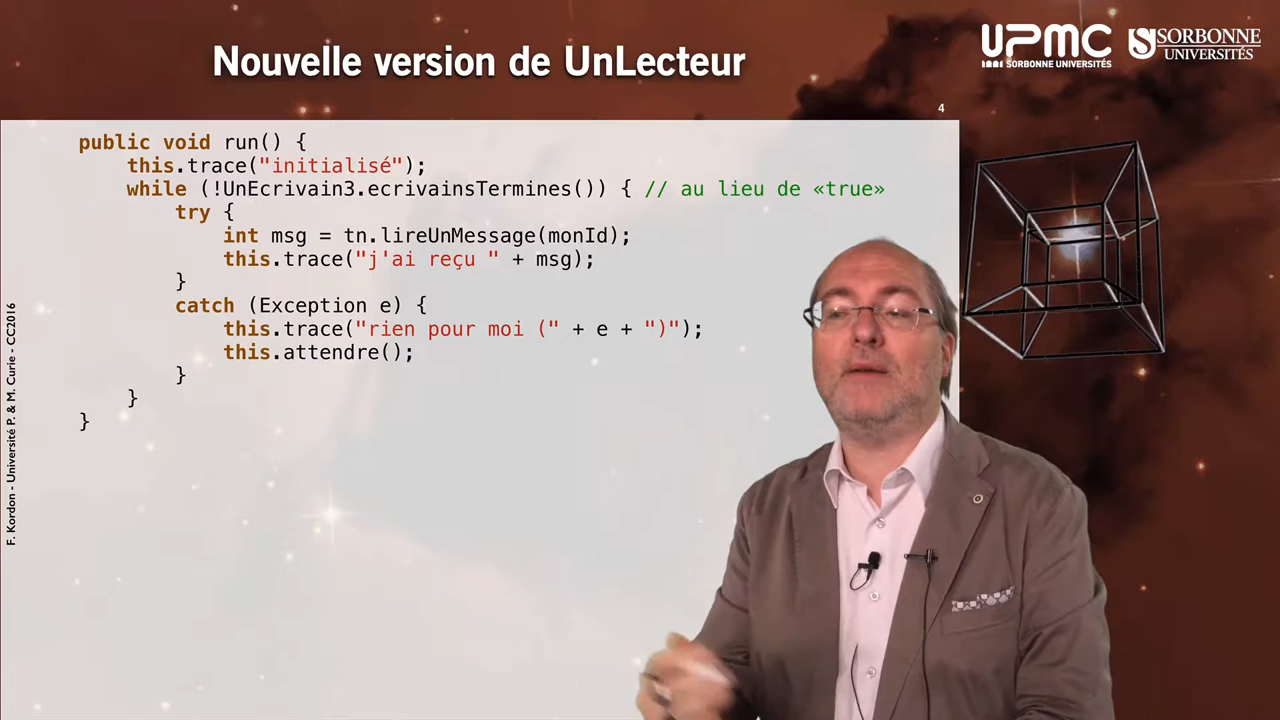 Nouvelle version de UnLecteur
UPMC
SORBONNE UNIVERSITÉS
SORBONNE
UNIVERSITÉS
4
public void run() {
    this.trace("initialisé");
    while (!UnEcrivain3.ecrivainsTermines()) { // au lieu de «true»
        try {
            int msg = tn.lireUnMessage(monId);
            this.trace("j'ai reçu " + msg);
        }
        catch (Exception e) {
            this.trace("rien pour moi (" + e + ")");
            this.attendre();
        }
    }
}
F. Kordon - Université P. & M. Curie - CC2016